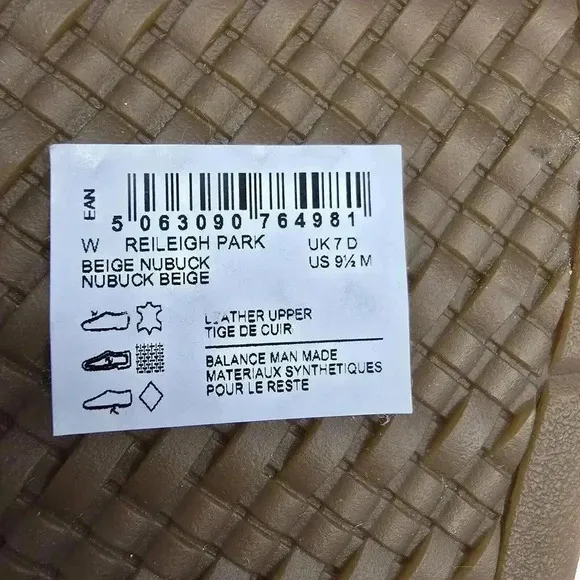 EAN
5 063090 764981
W REILEIGH PARK UK 7 D
BEIGE NUBUCK US 9½ M
NUBUCK BEIGE
LEATHER UPPER
TIGE DE CUIR
BALANCE MAN MADE
MATERIAUX SYNTHETIQUES
POUR LE RESTE